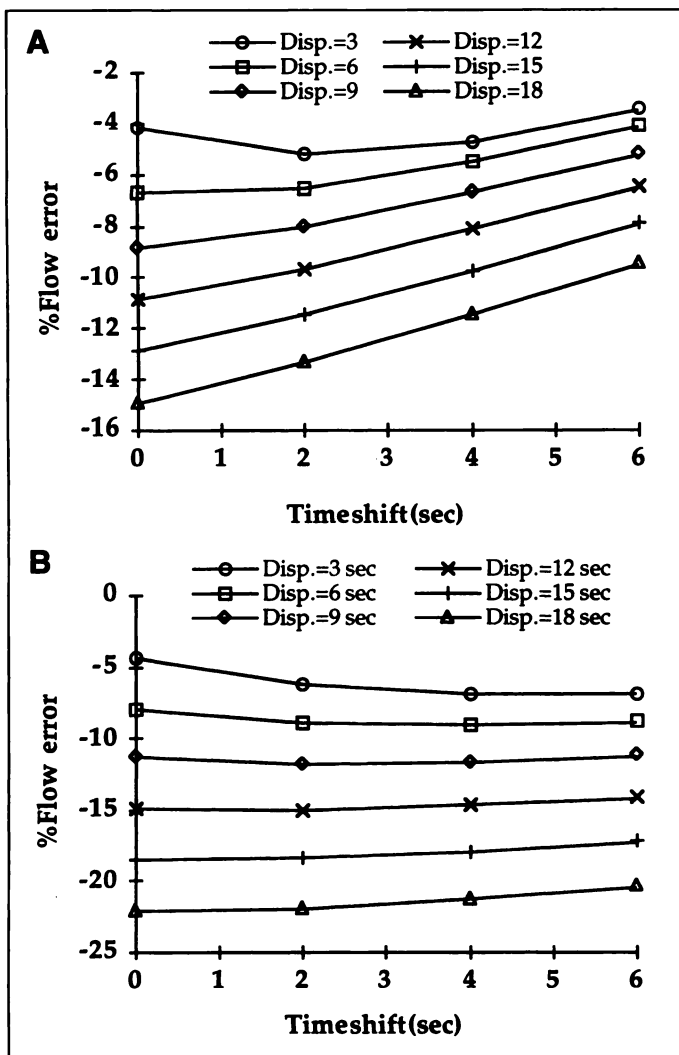 A
Disp.=3 Disp.=12
Disp.=6 Disp.=15
Disp.=9 Disp.=18
-2
-4
-6
-8
-10
-12
-14
-16
%Flow error
0 1 2 3 4 5 6
Timeshift(sec)
B
Disp.=3 sec Disp.=12 sec
Disp.=6 sec Disp.=15 sec
Disp.=9 sec Disp.=18 sec
0
-5
-10
-15
-20
-25
%Flow error
0 1 2 3 4 5 6
Timeshift(sec)